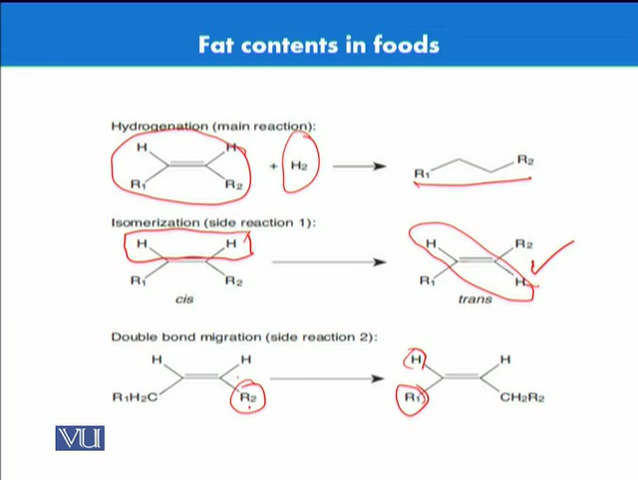 Fat contents in foods
Hydrogenation (main reaction):
H H
+ H₂
R₁ R₂
R₁ R₂
Isomerization (side reaction 1):
H H
R₁ R₂
cis
H R₂
R₁ H
trans
Double bond migration (side reaction 2):
H H
R₁H₂C R₂
H H
R₁ CH₂R₂
VU